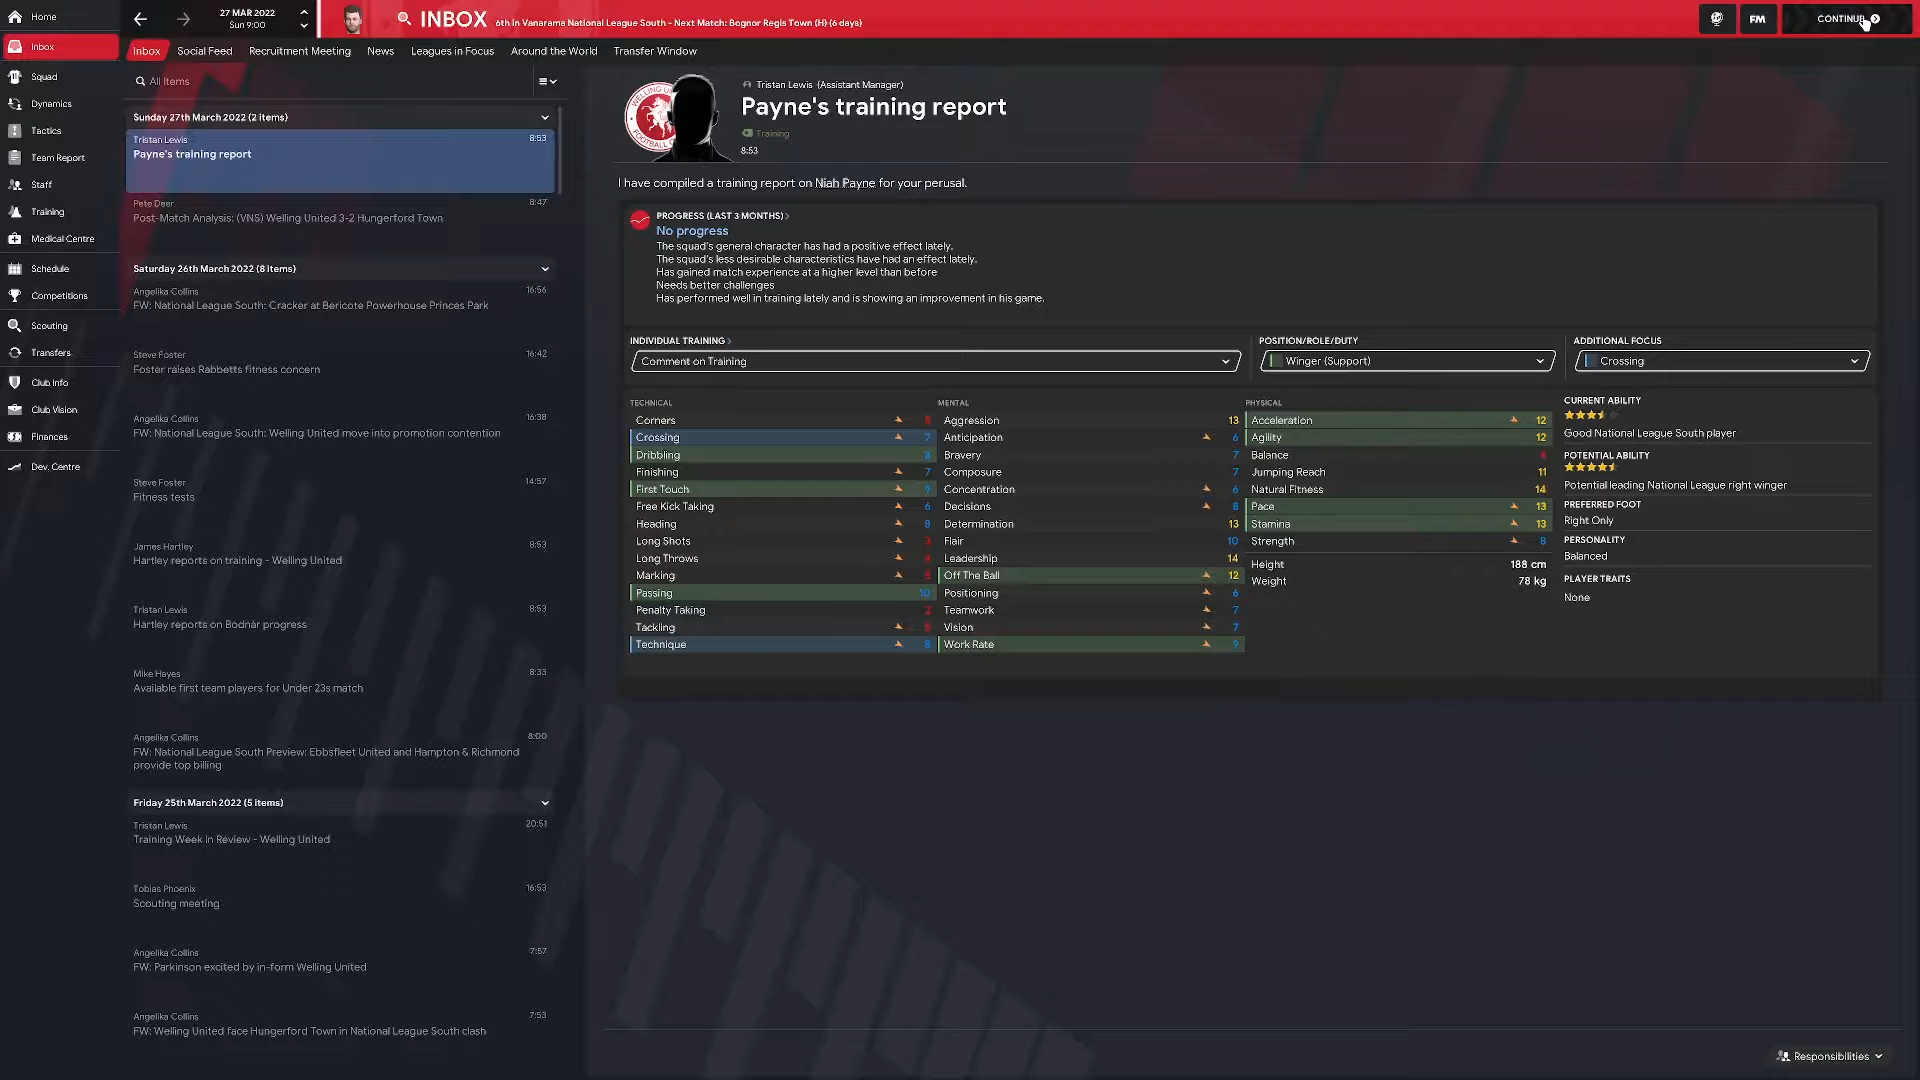 Home
Inbox
Squad
Dynamics
Tactics
Team Report
Staff
Training
Medical Centre
Schedule
Competitions
Scouting
Transfers
Club Info
Club Vision
Finances
Dev. Centre
27 MAR 2022
Sun 9:00
INBOX
6th in Vanarama National League South - Next Match: Bognor Regis Town (H) (6 days)
FM
CONTINUE
Inbox Social Feed Recruitment Meeting News Leagues in Focus Around the World Transfer Window
All Items
Sunday 27th March 2022 (2 items)
Tristan Lewis 8:53
Payne's training report
Pete Deer 8:47
Post-Match Analysis: (VNS) Welling United 3-2 Hungerford Town
Saturday 26th March 2022 (8 items)
Angelika Collins 16:56
FW: National League South: Cracker at Bericote Powerhouse Princes Park
Steve Foster 16:42
Foster raises Rabbetts fitness concern
Angelika Collins 16:38
FW: National League South: Welling United move into promotion contention
Steve Foster 14:57
Fitness tests
James Hartley 8:53
Hartley reports on training - Welling United
Tristan Lewis 8:53
Hartley reports on Bodnár progress
Mike Hayes 8:33
Available first team players for Under 23s match
Angelika Collins 8:00
FW: National League South Preview: Ebbsfleet United and Hampton & Richmond
provide top billing
Friday 25th March 2022 (5 items)
Tristan Lewis 20:51
Training Week In Review - Welling United
Tobias Phoenix 16:53
Scouting meeting
Angelika Collins 7:57
FW: Parkinson excited by in-form Welling United
Angelika Collins 7:53
FW: Welling United face Hungerford Town in National League South clash
Tristan Lewis (Assistant Manager)
Payne's training report
Training
8:53
I have compiled a training report on Niah Payne for your perusal.
PROGRESS (LAST 3 MONTHS)
No progress
The squad's general character has had a positive effect lately.
The squad's less desirable characteristics have had an effect lately.
Has gained match experience at a higher level than before
Needs better challenges
Has performed well in training lately and is showing an improvement in his game.
INDIVIDUAL TRAINING
Comment on Training
POSITION/ROLE/DUTY
Winger (Support)
ADDITIONAL FOCUS
Crossing
TECHNICAL
Corners
Crossing 7
Dribbling 8
Finishing 7
First Touch 9
Free Kick Taking 6
Heading 8
Long Shots 3
Long Throws
Marking
Passing 10
Penalty Taking 2
Tackling
Technique 8
MENTAL
Aggression 13
Anticipation 6
Bravery 7
Composure 7
Concentration 6
Decisions 8
Determination 13
Flair 10
Leadership 14
Off The Ball 12
Positioning 6
Teamwork 7
Vision 7
Work Rate 9
PHYSICAL
Acceleration 12
Agility 12
Balance
Jumping Reach 11
Natural Fitness 14
Pace 13
Stamina 13
Strength 8
Height 188 cm
Weight 78 kg
CURRENT ABILITY
Good National League South player
POTENTIAL ABILITY
Potential leading National League right winger
PREFERRED FOOT
Right Only
PERSONALITY
Balanced
PLAYER TRAITS
None
Responsibilities